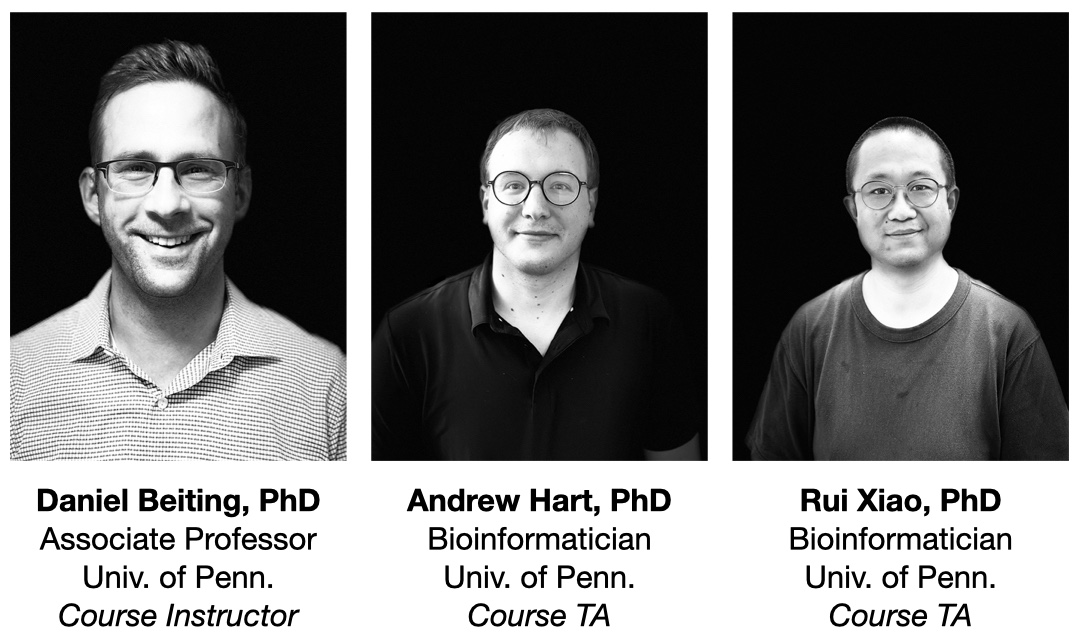 Daniel Beiting, PhD
Associate Professor
Univ. of Penn.
Course Instructor
Andrew Hart, PhD
Bioinformatician
Univ. of Penn.
Course TA
Rui Xiao, PhD
Bioinformatician
Univ. of Penn.
Course TA